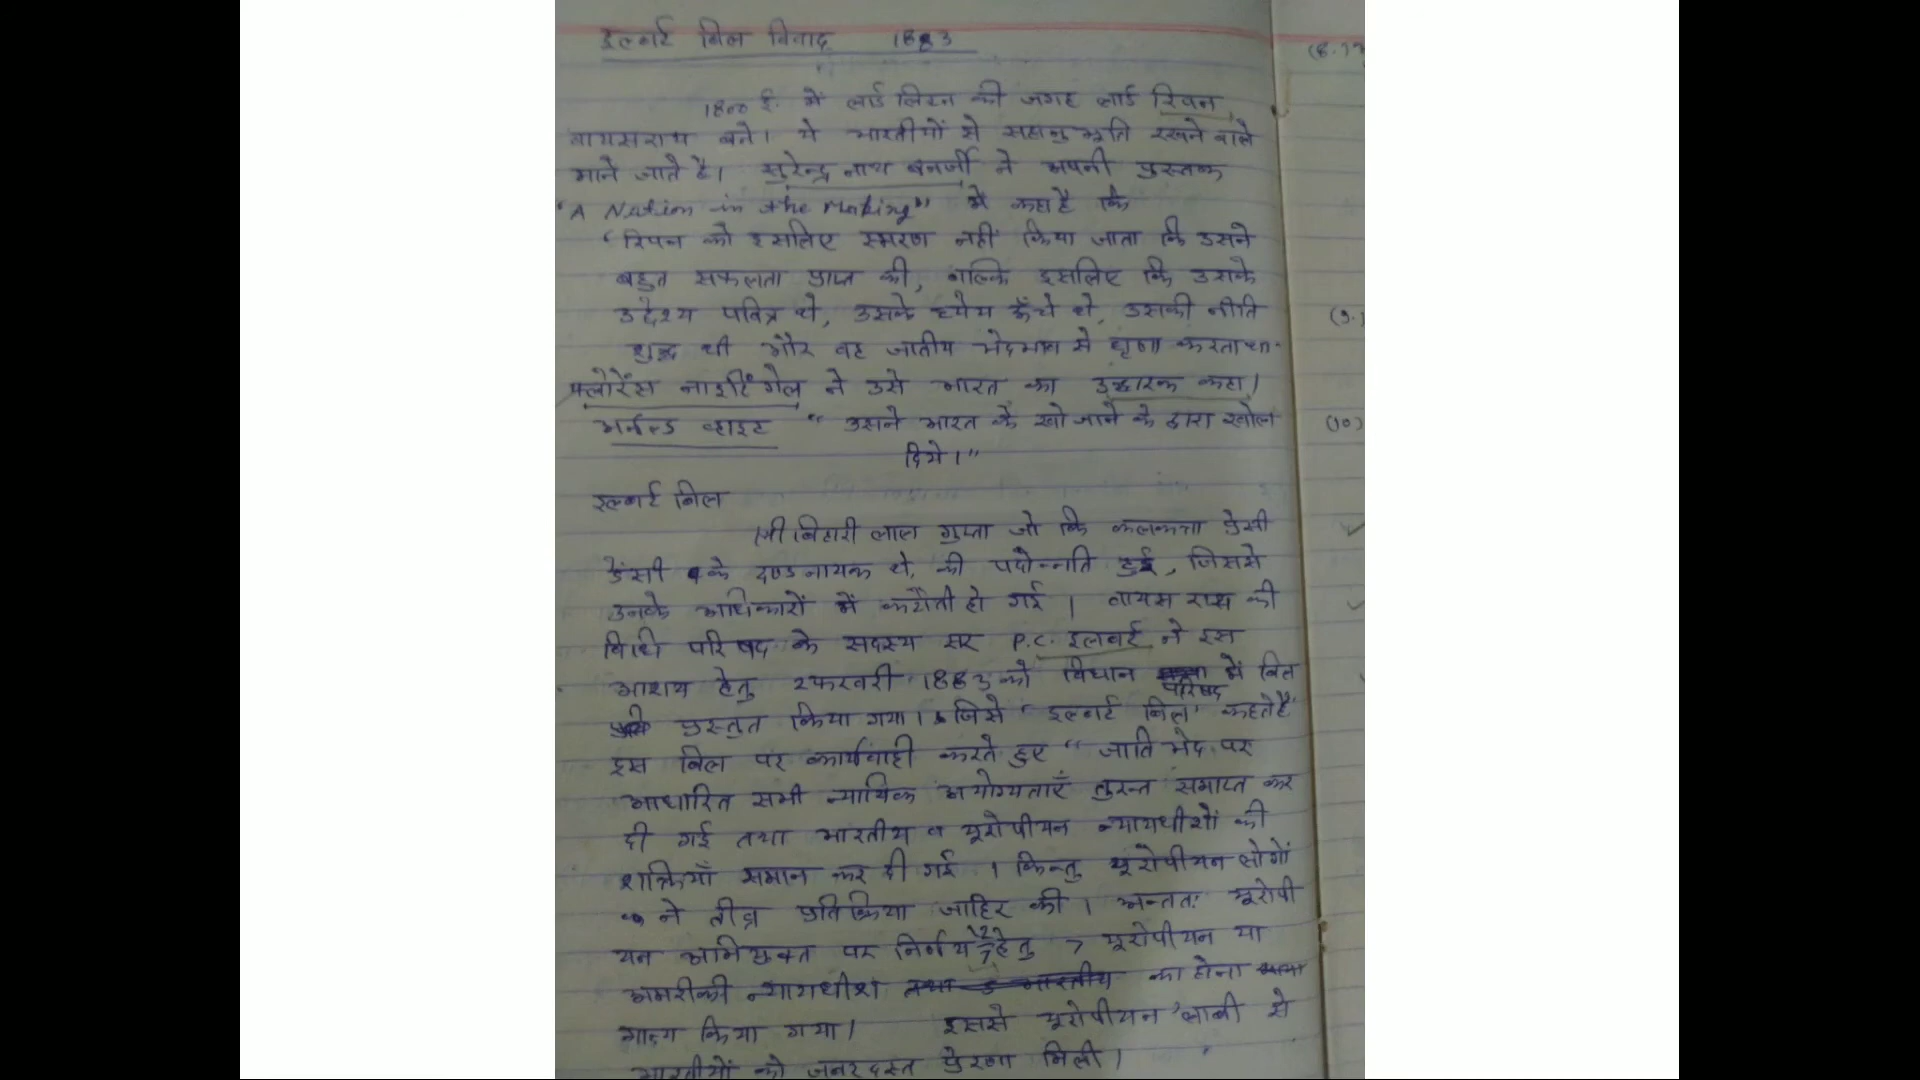 इल्बर्ट बिल विवाद 1883
(8.)
1800 ई. में लार्ड लिटन की जगह लार्ड रिपन
वायसराय बने। ये भारतीयों से सहानुभूति रखने वाले
माने जाते है। सुरेन्द्र नाथ बनर्जी ने अपनी पुस्तक
"A Nation in the Making" में कहा है कि
"रिपन को इसलिए स्मरण नहीं किया जाता कि उसने
बहुत सफलता प्राप्त की, बल्कि इसलिए कि उसके
उद्देश्य पवित्र थे, उसके ध्येय ऊँचे थे, उसकी नीति
(9.)
शुद्ध थी और वह जातीय भेदभाव से घृणा करता था.
फ्लोरेंस नाइटिंगेल ने उसे भारत का उद्धारक कहा।
अर्नल्ड व्हाइट " उसने भारत के खो जाने के द्वारा खोल
(10)
दिये।"
इल्बर्ट बिल
श्री बिहारी लाल गुप्ता जो कि कलकत्ता प्रेसी
डेंसी के दण्डनायक थे, की पदोन्नति हुई, जिससे
उनके अधिकारों में कटौती हो गई। वायसराय की
विधि परिषद के सदस्य सर P.C. इलबर्ट ने इस
आशय हेतु 2 फरवरी 1883 को विधान परिषद में बिल
प्रस्तुत किया गया। जिसे 'इल्बर्ट बिल' कहते है
इस बिल पर कार्यवाही करते हुए "जाति भेद पर
आधारित सभी न्यायिक अयोग्यताएँ तुरन्त समाप्त कर
दी गई तथा भारतीय व यूरोपीयन न्यायधीशों की
शक्तियाँ समान कर दी गई। किन्तु यूरोपीयन लोगों
ने तीव्र प्रतिक्रिया जाहिर की। अन्ततः यूरोपी
यन अभियुक्त पर निर्णय हेतु 7 यूरोपीयन या
अमरीकी न्यायधीश का होना
मान्य किया गया। इससे यूरोपीयन लाबी से
भारतीयों को जबरदस्त प्रेरणा मिली।